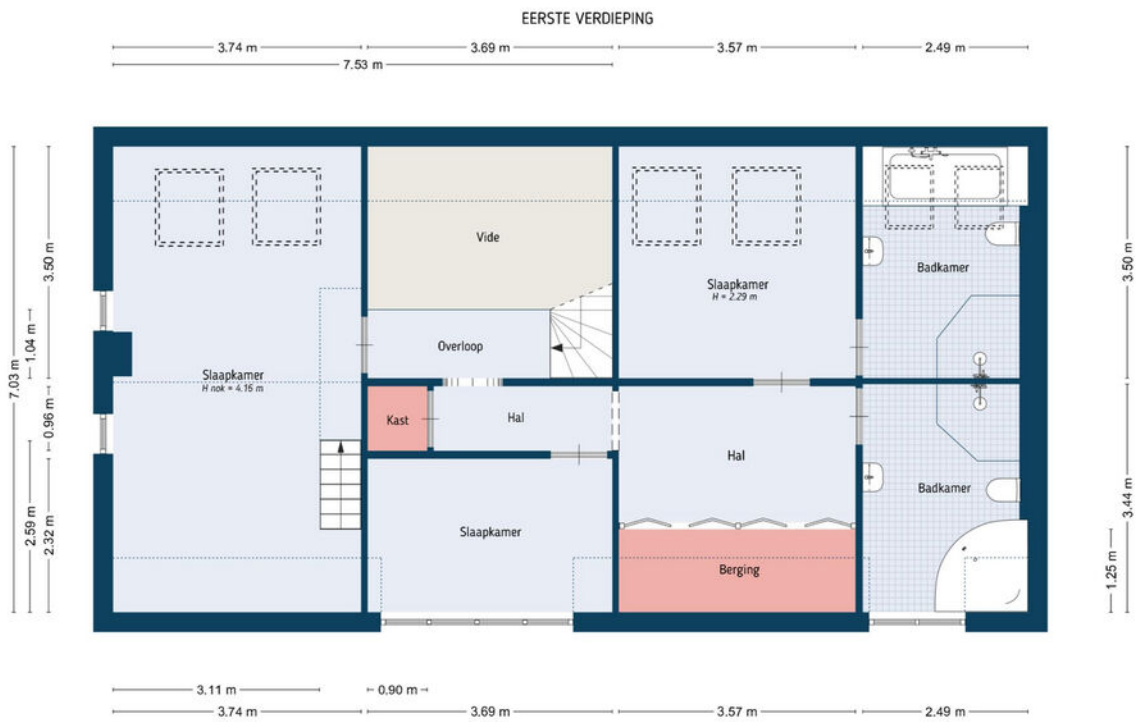 EERSTE VERDIEPING
3.74 m
3.69 m
3.57 m
2.49 m
7.53 m
7.03 m
3.50 m
1.04 m
0.96 m
2.59 m
2.32 m
Vide
Slaapkamer
H = 2.29 m
Badkamer
Overloop
Slaapkamer
H nok = 4.16 m
Kast
Hal
Hal
Badkamer
Slaapkamer
Berging
3.50 m
3.44 m
1.25 m
3.11 m
0.90 m
3.74 m
3.69 m
3.57 m
2.49 m